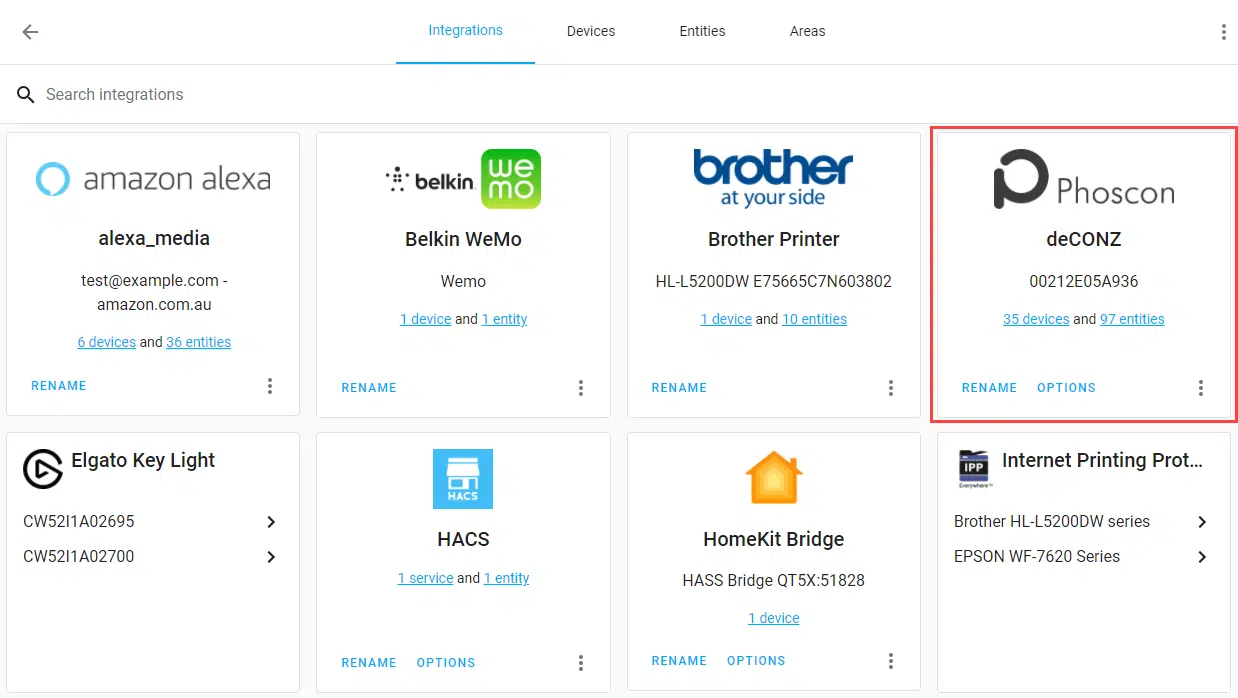 Integrations Devices Entities Areas
Search integrations
amazon alexa
alexa_media
test@example.com -
amazon.com.au
6 devices and 36 entities
RENAME
belkin. wemo
Belkin WeMo
Wemo
1 device and 1 entity
RENAME
brother
at your side
Brother Printer
HL-L5200DW E75665C7N603802
1 device and 10 entities
RENAME
Phoscon
deCONZ
00212E05A936
35 devices and 97 entities
RENAME OPTIONS
Elgato Key Light
CW52I1A02695
CW52I1A02700
HACS
HACS
1 service and 1 entity
RENAME OPTIONS
HomeKit Bridge
HASS Bridge QT5X:51828
1 device
RENAME OPTIONS
IPP
Everywhere™
Internet Printing Prot...
Brother HL-L5200DW series
EPSON WF-7620 Series